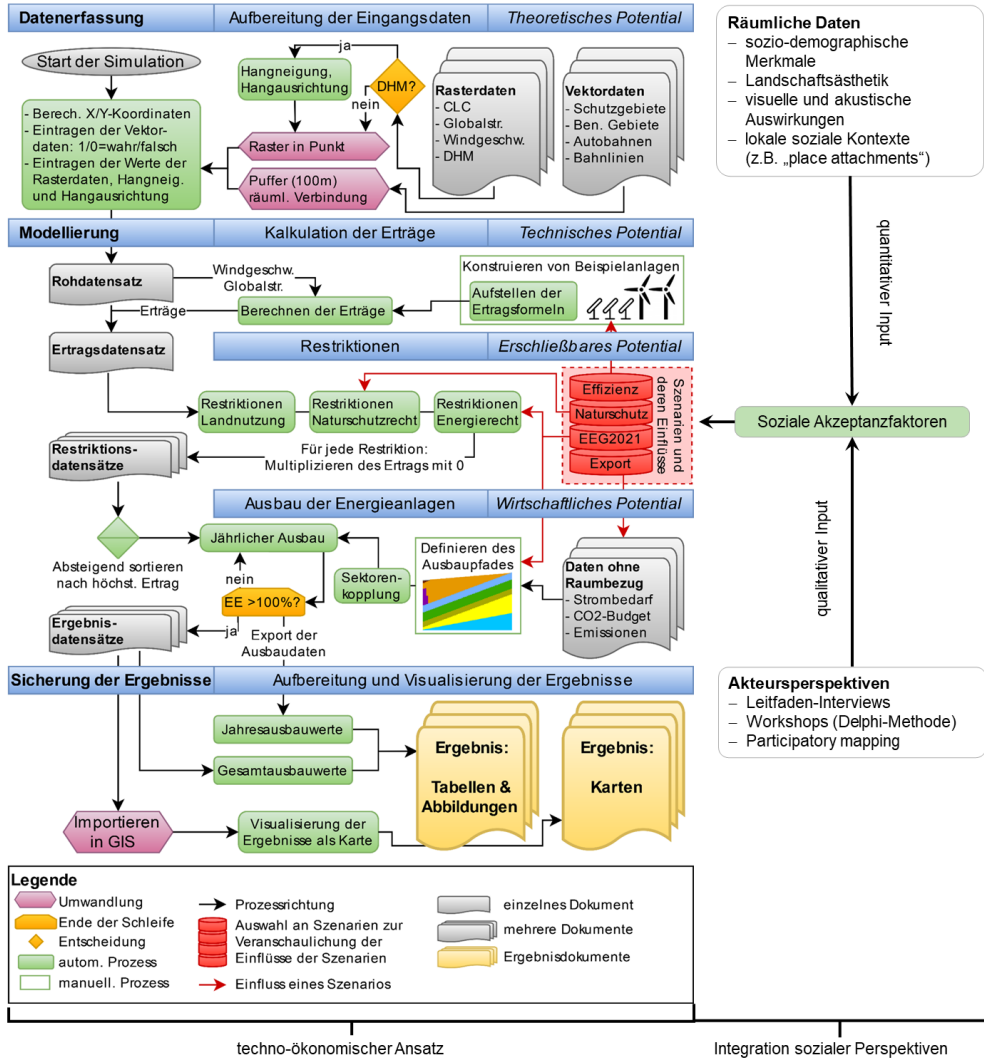 Datenerfassung
Aufbereitung der Eingangsdaten
Theoretisches Potential
Start der Simulation
- Berech. X/Y-Koordinaten
- Eintragen der Vektor-
daten: 1/0=wahr/falsch
- Eintragen der Werte der
Rasterdaten, Hangneig.
und Hangausrichtung
ja
Hangneigung,
Hangausrichtung
DHM?
nein
Raster in Punkt
Puffer (100m)
räuml. Verbindung
Rasterdaten
- CLC
- Globalstr.
- Windgeschw.
- DHM
Vektordaten
- Schutzgebiete
- Ben. Gebiete
- Autobahnen
- Bahnlinien
Modellierung
Kalkulation der Erträge
Technisches Potential
Rohdatensatz
Windgeschw.
Globalstr.
Konstruieren von Beispielanlagen
Aufstellen der
Ertragsformeln
Erträge
Berechnen der Erträge
Ertragsdatensatz
Restriktionen
Erschließbares Potential
Restriktionen
Landnutzung
Restriktionen
Naturschutzrecht
Restriktionen
Energierecht
Effizienz
Naturschutz
EEG2021
Export
Szenarien und
deren Einflüsse
Restriktions-
datensätze
Für jede Restriktion:
Multiplizieren des Ertrags mit 0
Ausbau der Energieanlagen
Wirtschaftliches Potential
Absteigend sortieren
nach höchst. Ertrag
Jährlicher Ausbau
nein
EE >100%?
ja
Sektoren-
kopplung
Definieren des
Ausbaupfades
Daten ohne
Raumbezug
- Strombedarf
- CO2-Budget
- Emissionen
Ergebnis-
datensätze
Export der
Ausbaudaten
Sicherung der Ergebnisse
Aufbereitung und Visualisierung der Ergebnisse
Jahresausbauwerte
Gesamtausbauwerte
Ergebnis:
Tabellen &
Abbildungen
Ergebnis:
Karten
Importieren
in GIS
Visualisierung der
Ergebnisse als Karte
Legende
Umwandlung
Ende der Schleife
Entscheidung
autom. Prozess
manuell. Prozess
Prozessrichtung
Auswahl an Szenarien zur
Veranschaulichung der
Einflüsse der Szenarien
Einfluss eines Szenarios
einzelnes Dokument
mehrere Dokumente
Ergebnisdokumente
techno-ökonomischer Ansatz
Räumliche Daten
– sozio-demographische
Merkmale
– Landschaftsästhetik
– visuelle und akustische
Auswirkungen
– lokale soziale Kontexte
(z.B. „place attachments“)
quantitativer Input
Soziale Akzeptanzfaktoren
qualitativer Input
Akteursperspektiven
– Leitfaden-Interviews
– Workshops (Delphi-Methode)
– Participatory mapping
Integration sozialer Perspektiven